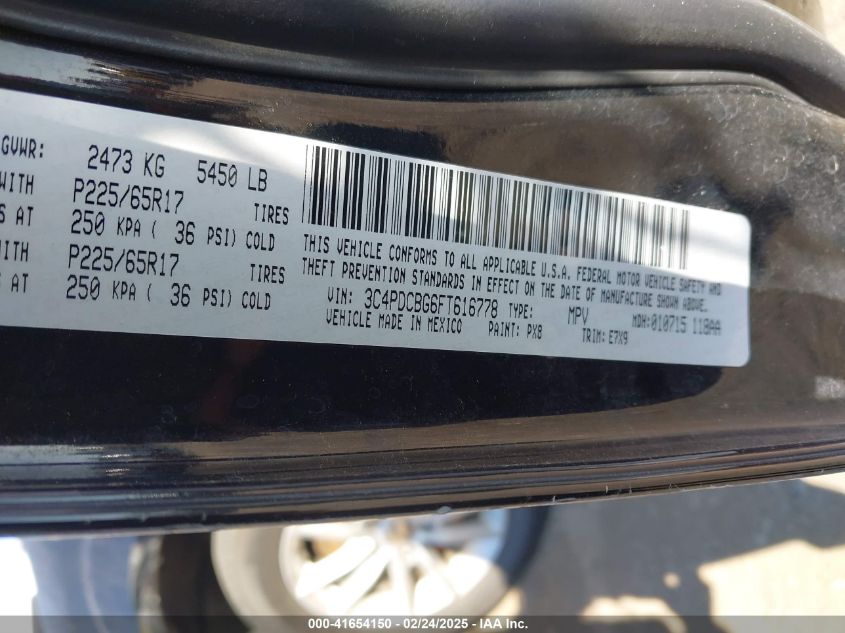 GVWR: 2473 KG 5450 LB
WITH P225/65R17 TIRES
S AT 250 KPA ( 36 PSI) COLD
WITH P225/65R17 TIRES
S AT 250 KPA ( 36 PSI) COLD
THIS VEHICLE CONFORMS TO ALL APPLICABLE U.S.A. FEDERAL MOTOR VEHICLE SAFETY AND
THEFT PREVENTION STANDARDS IN EFFECT ON THE DATE OF MANUFACTURE SHOWN ABOVE.
VIN: 3C4PDCBG6FT616778 TYPE: MPV MDH:010715 118AA
VEHICLE MADE IN MEXICO PAINT: PX8 TRIM: E7X9
000-41654150 - 02/24/2025 - IAA Inc.